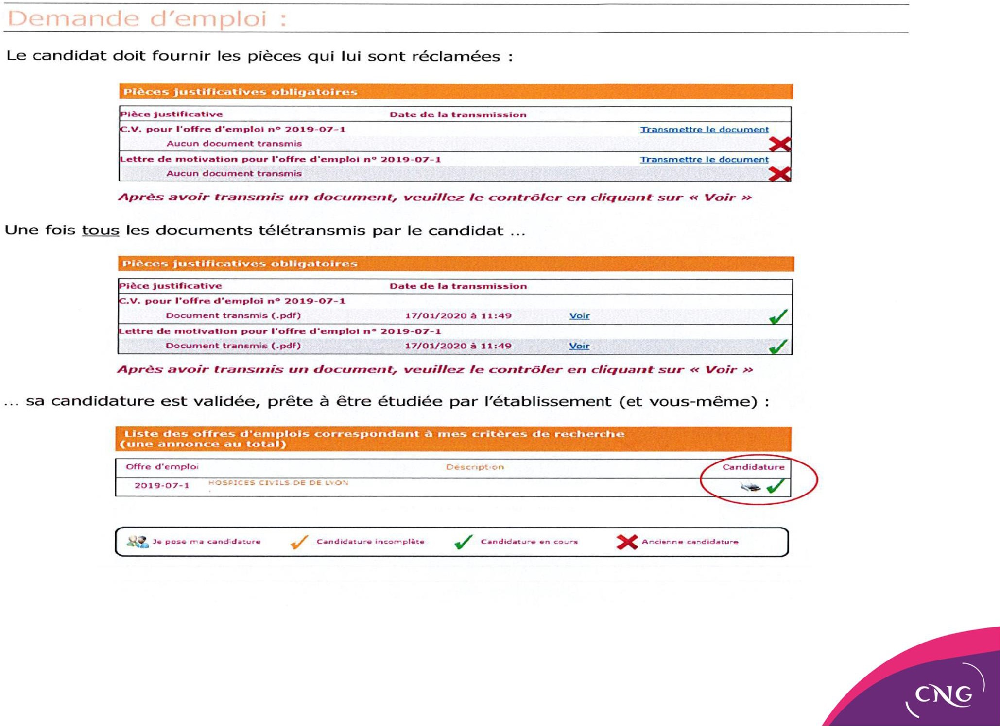 Demande d'emploi :
Le candidat doit fournir les pièces qui lui sont réclamées :
Pièces justificatives obligatoires
Pièce justificative Date de la transmission
C.V. pour l'offre d'emploi n° 2019-07-1 Transmettre le document
Aucun document transmis
Lettre de motivation pour l'offre d'emploi n° 2019-07-1 Transmettre le document
Aucun document transmis
Après avoir transmis un document, veuillez le contrôler en cliquant sur « Voir »
Une fois tous les documents télétransmis par le candidat ...
Pièces justificatives obligatoires
Pièce justificative Date de la transmission
C.V. pour l'offre d'emploi n° 2019-07-1
Document transmis (.pdf) 17/01/2020 à 11:49 Voir
Lettre de motivation pour l'offre d'emploi n° 2019-07-1
Document transmis (.pdf) 17/01/2020 à 11:49 Voir
Après avoir transmis un document, veuillez le contrôler en cliquant sur « Voir »
... sa candidature est validée, prête à être étudiée par l'établissement (et vous-même) :
Liste des offres d'emplois correspondant à mes critères de recherche
(une annonce au total)
Offre d'emploi Description Candidature
2019-07-1 HOSPICES CIVILS DE DE LYON
Je pose ma candidature Candidature incomplète Candidature en cours Ancienne candidature
CNG